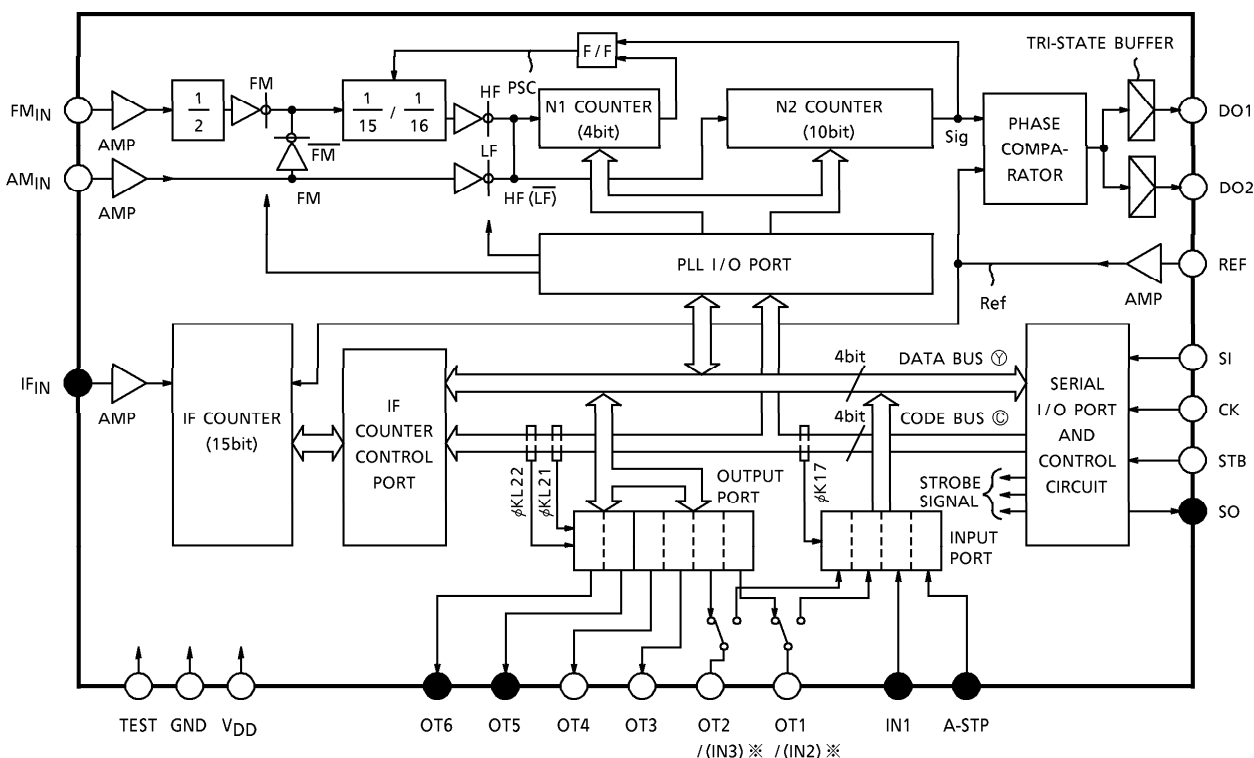 TRI-STATE BUFFER
F/F
PSC
FM
HF
FMIN
AMP
1
2
1
15
/
1
16
N1 COUNTER
(4bit)
N2 COUNTER
(10bit)
Sig
PHASE
COMPA-
RATOR
DO1
FM
LF
AMIN
AMP
FM
HF (LF)
DO2
PLL I/O PORT
REF
Ref
AMP
IFIN
AMP
IF COUNTER
(15bit)
IF
COUNTER
CONTROL
PORT
4bit
DATA BUS Ⓨ
4bit
CODE BUS Ⓒ
SERIAL
I/O PORT
AND
CONTROL
CIRCUIT
SI
CK
STB
SO
ϕKL22
ϕKL21
ϕK17
OUTPUT
PORT
STROBE
SIGNAL
INPUT
PORT
TEST
GND
VDD
OT6
OT5
OT4
OT3
OT2
/(IN3) ※
OT1
/(IN2) ※
IN1
A-STP